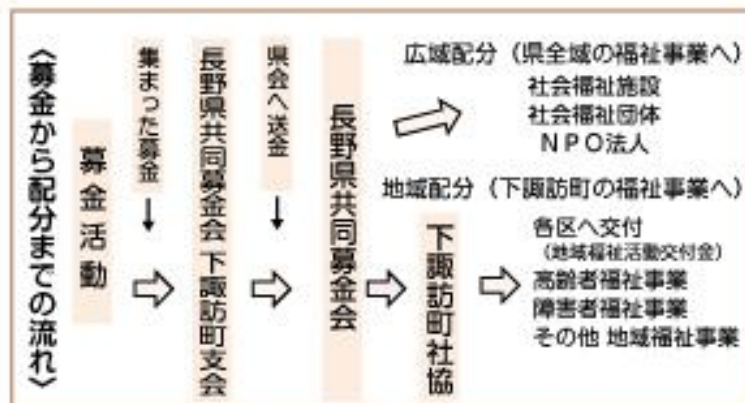 〈募金から配分までの流れ〉
募金活動
集まった募金
長野県共同募金会 下諏訪町支会
県会へ送金
長野県共同募金会
広域配分（県全域の福祉事業へ）
社会福祉施設
社会福祉団体
ＮＰＯ法人
地域配分（下諏訪町の福祉事業へ）
下諏訪町社協
各区へ交付
（地域福祉活動交付金）
高齢者福祉事業
障害者福祉事業
その他 地域福祉事業